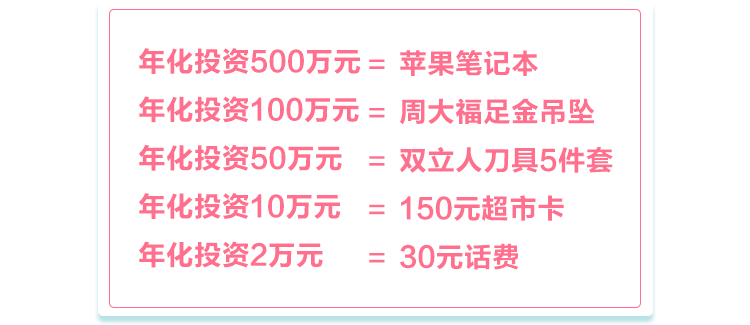 年化投资500万元 = 苹果笔记本
年化投资100万元 = 周大福足金吊坠
年化投资50万元 = 双立人刀具5件套
年化投资10万元 = 150元超市卡
年化投资2万元 = 30元话费